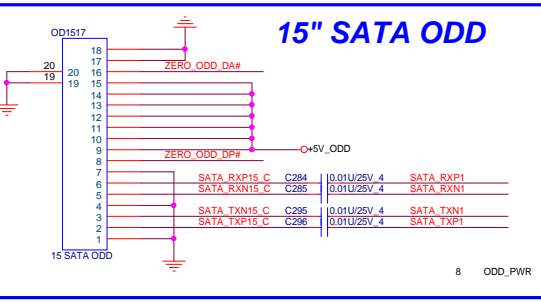 15" SATA ODD
OD1517
18
17
20 20 16 ZERO_ODD_DA#
19 19 15
14
13
12
11
10
9 +5V_ODD
8 ZERO_ODD_DP#
7
6 SATA_RXP15_C C284 0.01U/25V_4 SATA_RXP1
5 SATA_RXN15_C C285 0.01U/25V_4 SATA_RXN1
4
3 SATA_TXN15_C C295 0.01U/25V_4 SATA_TXN1
2 SATA_TXP15_C C296 0.01U/25V_4 SATA_TXP1
1
15 SATA ODD
8 ODD_PWR